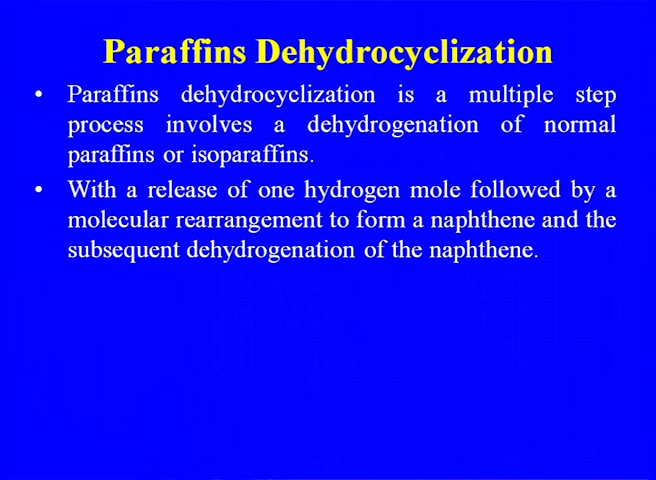 Paraffins Dehydrocyclization
• Paraffins dehydrocyclization is a multiple step
process involves a dehydrogenation of normal
paraffins or isoparaffins.
• With a release of one hydrogen mole followed by a
molecular rearrangement to form a naphthene and the
subsequent dehydrogenation of the naphthene.